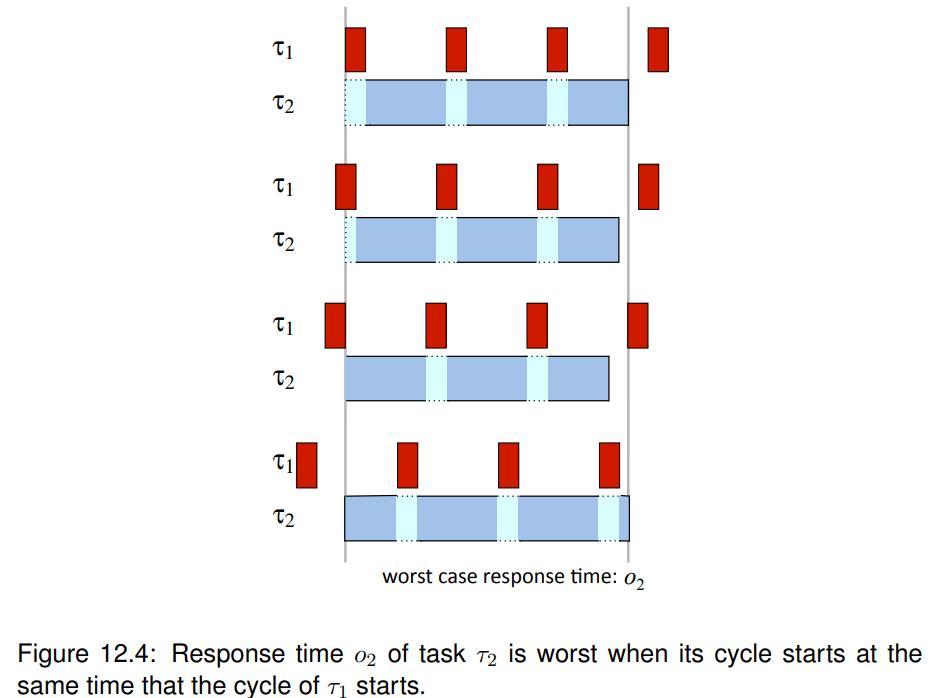 τ1
τ2
τ1
τ2
τ1
τ2
τ1
τ2
worst case response time: o2
Figure 12.4: Response time o2 of task τ2 is worst when its cycle starts at the
same time that the cycle of τ1 starts.